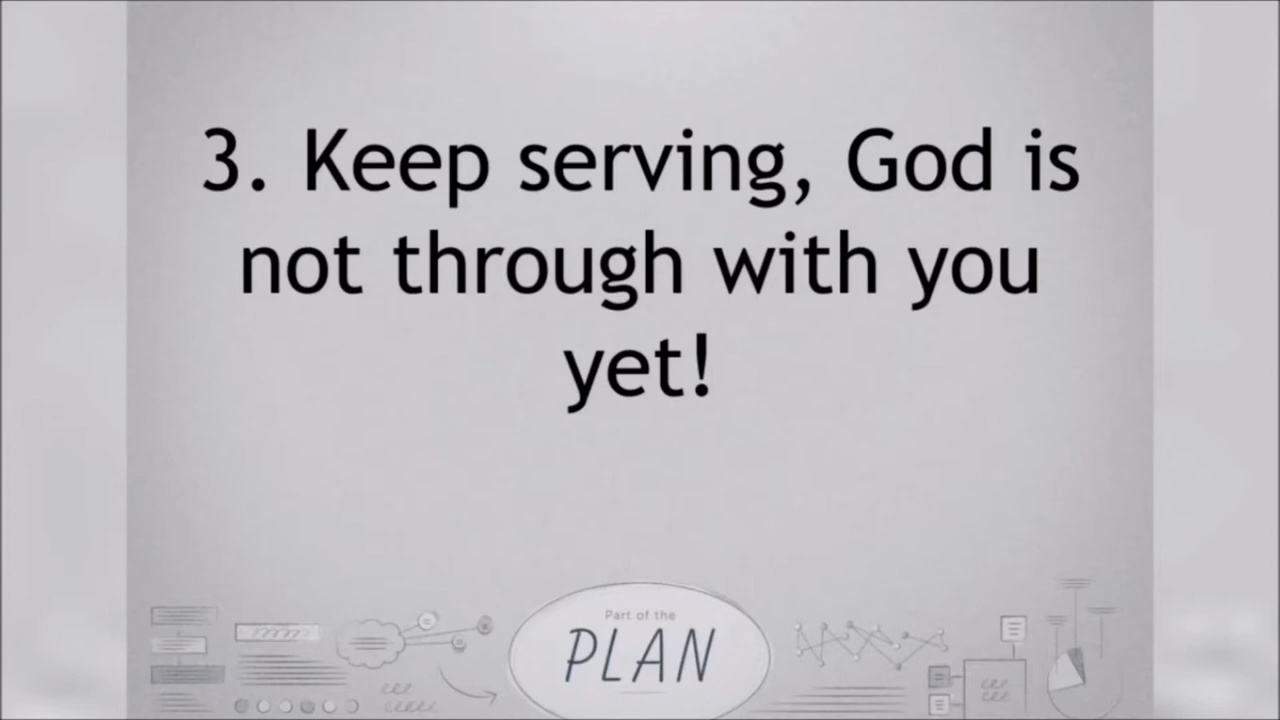 3. Keep serving, God is
not through with you
yet!
Part of the
PLAN